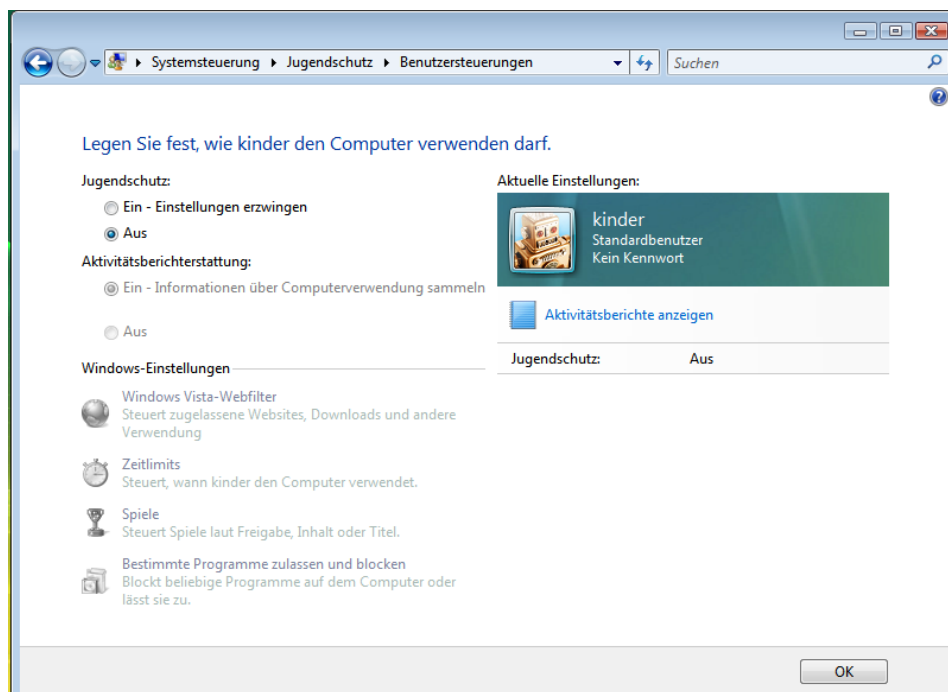 Systemsteuerung
Jugendschutz
Benutzersteuerungen
Suchen
Legen Sie fest, wie kinder den Computer verwenden darf.
Jugendschutz:
Ein - Einstellungen erzwingen
Aus
Aktivitätsberichterstattung:
Ein - Informationen über Computerverwendung sammeln
Aus
Windows-Einstellungen
Windows Vista-Webfilter
Steuert zugelassene Websites, Downloads und andere
Verwendung
Zeitlimits
Steuert, wann kinder den Computer verwendet.
Spiele
Steuert Spiele laut Freigabe, Inhalt oder Titel.
Bestimmte Programme zulassen und blocken
Blockt beliebige Programme auf dem Computer oder
lässt sie zu.
Aktuelle Einstellungen:
kinder
Standardbenutzer
Kein Kennwort
Aktivitätsberichte anzeigen
Jugendschutz: Aus
OK